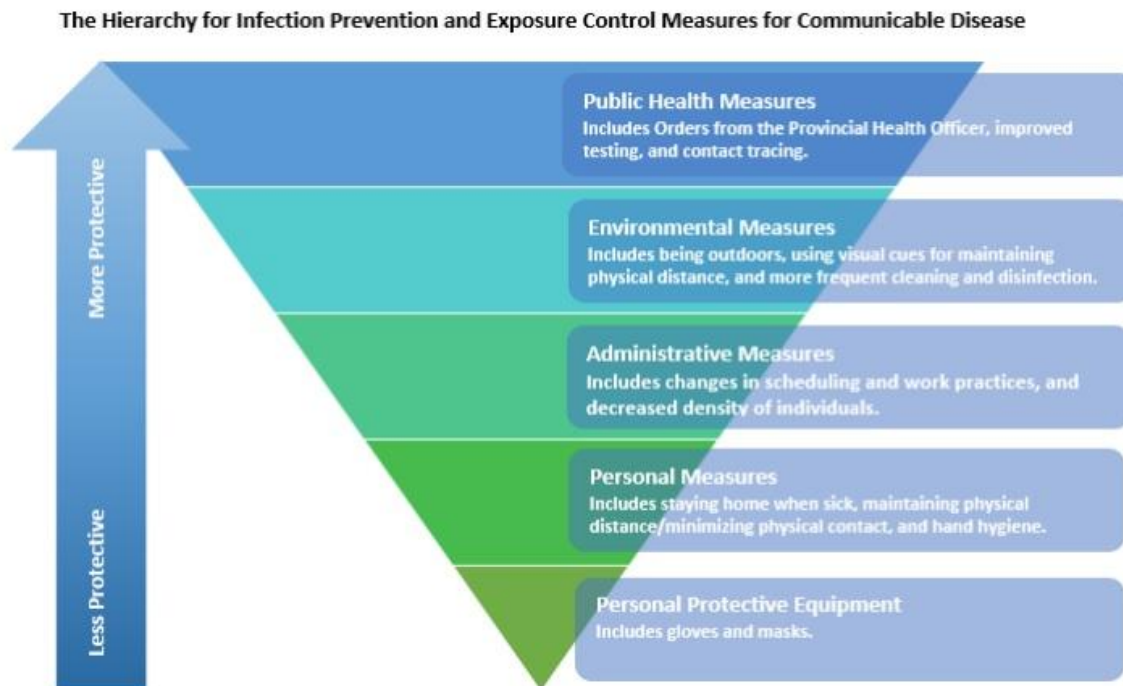 The Hierarchy for Infection Prevention and Exposure Control Measures for Communicable Disease
More Protective
Less Protective
Public Health Measures
Includes Orders from the Provincial Health Officer, improved
testing, and contact tracing.
Environmental Measures
Includes being outdoors, using visual cues for maintaining
physical distance, and more frequent cleaning and disinfection.
Administrative Measures
Includes changes in scheduling and work practices, and
decreased density of individuals.
Personal Measures
Includes staying home when sick, maintaining physical
distance/minimizing physical contact, and hand hygiene.
Personal Protective Equipment
Includes gloves and masks.